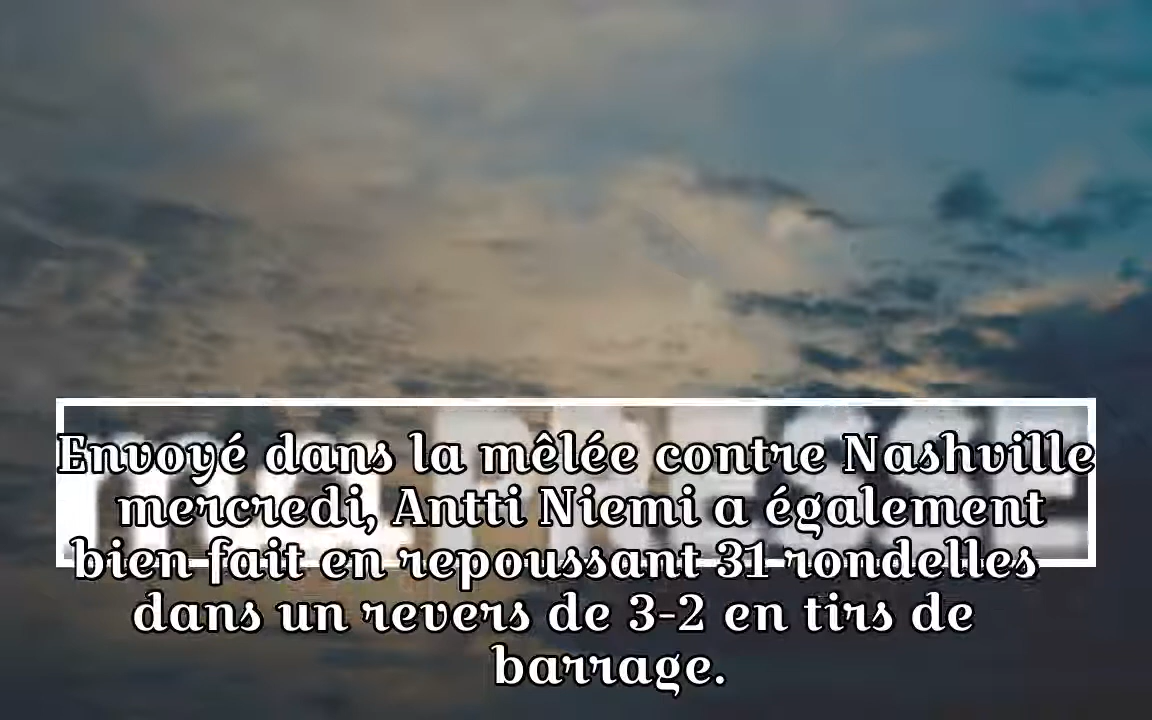 Envoyé dans la mêlée contre Nashville
mercredi, Antti Niemi a également
bien fait en repoussant 31 rondelles
dans un revers de 3-2 en tirs de
barrage.